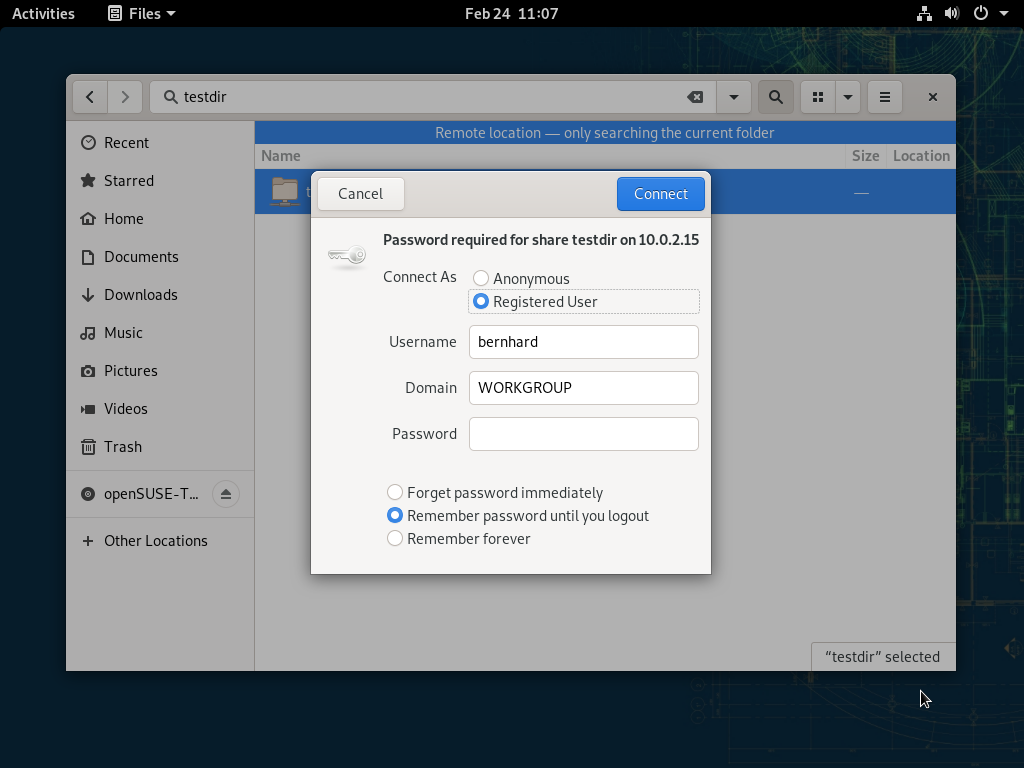 Activities Files Feb 24 11:07
testdir
Recent
Starred
Home
Documents
Downloads
Music
Pictures
Videos
Trash
openSUSE-T...
Other Locations
Remote location — only searching the current folder
Name Size Location
—
Cancel Connect
Password required for share testdir on 10.0.2.15
Connect As Anonymous
Registered User
Username bernhard
Domain WORKGROUP
Password
Forget password immediately
Remember password until you logout
Remember forever
“testdir” selected